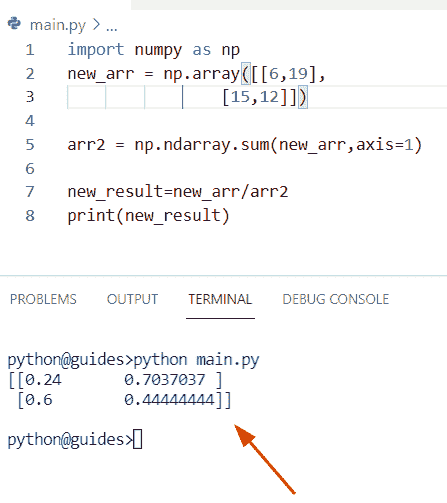 main.py > ...
1 import numpy as np
2 new_arr = np.array([[6,19],
3 [15,12]])
4
5 arr2 = np.ndarray.sum(new_arr,axis=1)
6
7 new_result=new_arr/arr2
8 print(new_result)
PROBLEMS OUTPUT TERMINAL DEBUG CONSOLE
python@guides>python main.py
[[0.24 0.7037037 ]
[0.6 0.44444444]]
python@guides>